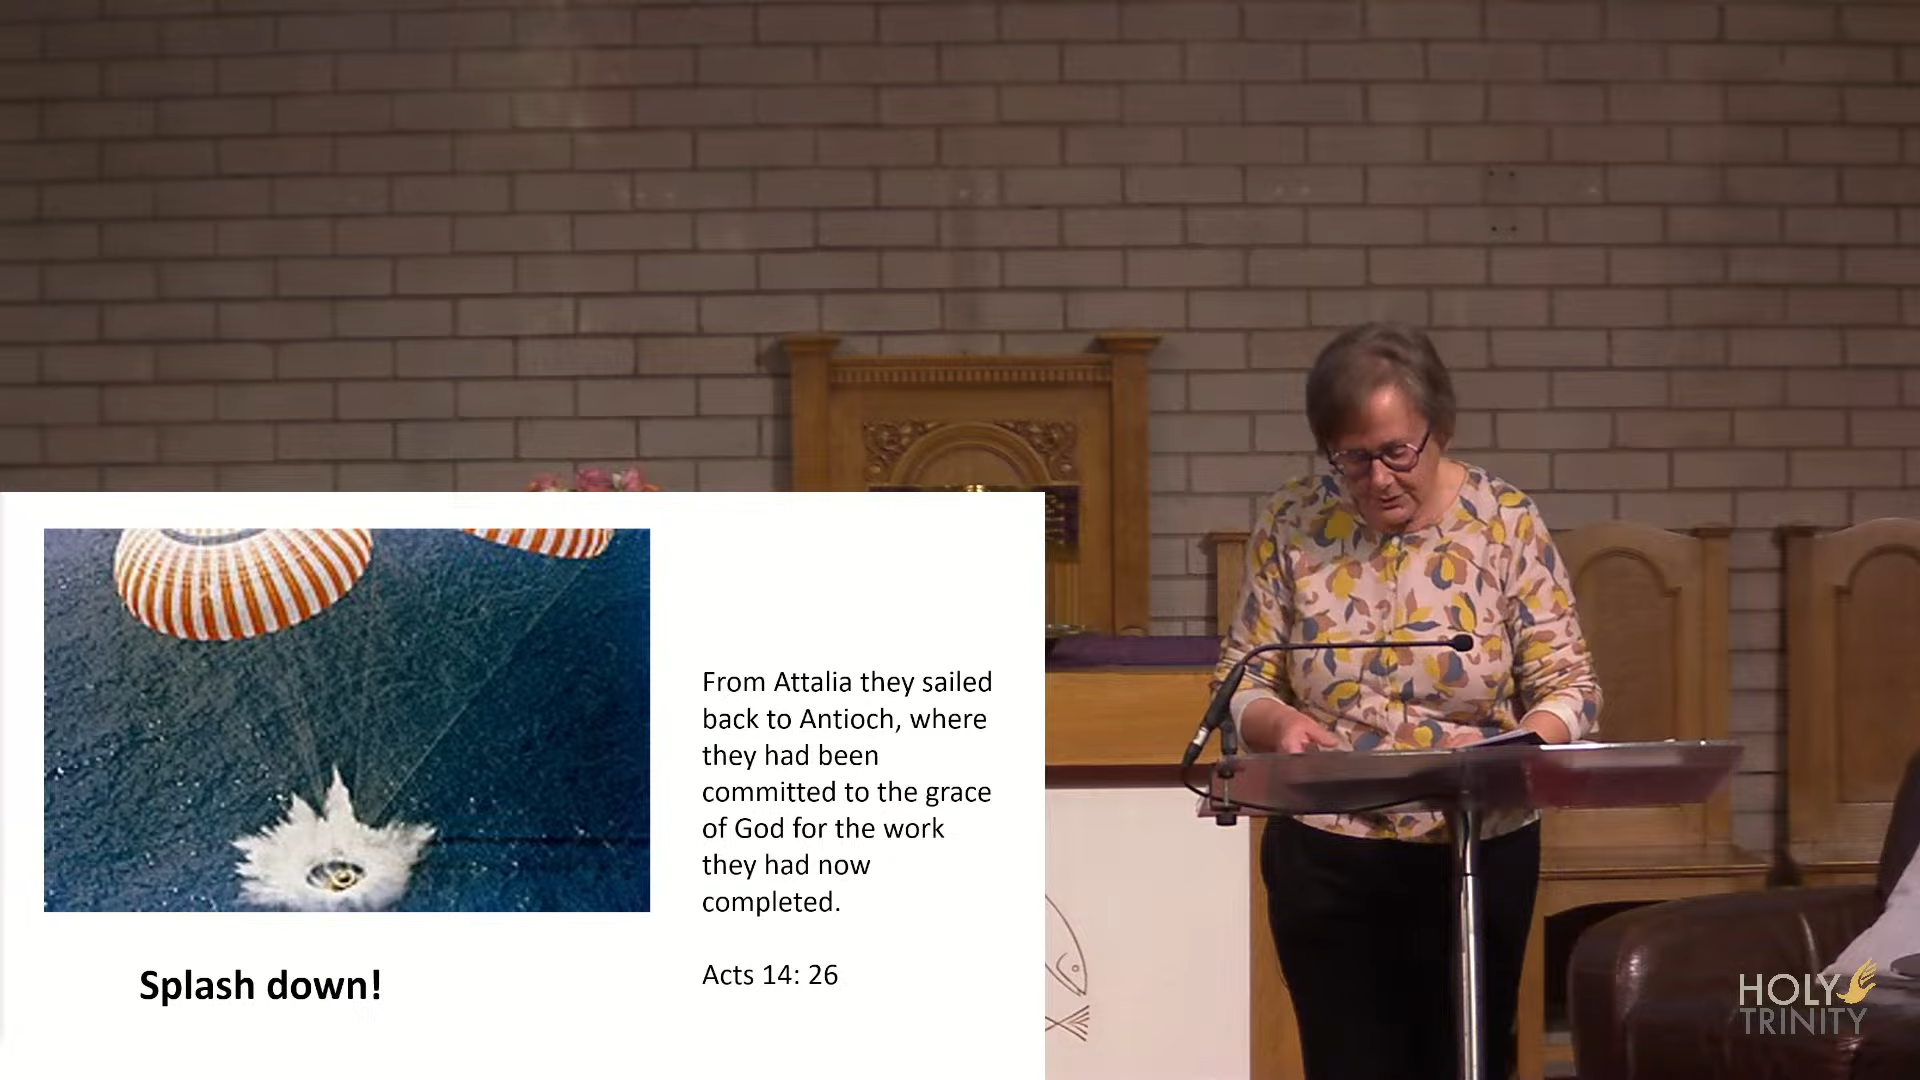 From Attalia they sailed
back to Antioch, where
they had been
committed to the grace
of God for the work
they had now
completed.
Acts 14: 26
Splash down!
HOLY
TRINITY